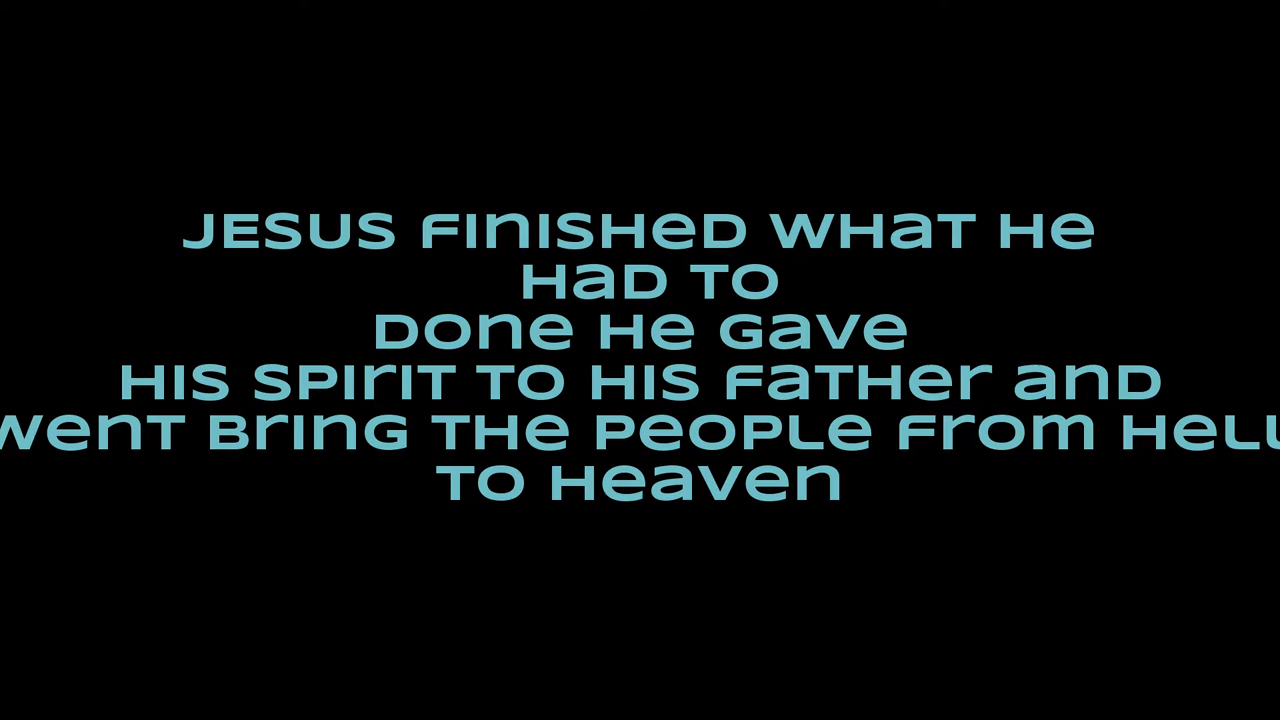 JESUS FINISHED WHAT HE
HAD TO
DONE HE GAVE
HIS SPIRIT TO HIS FATHER AND
WENT BRING THE PEOPLE FROM HELL
TO HEAVEN